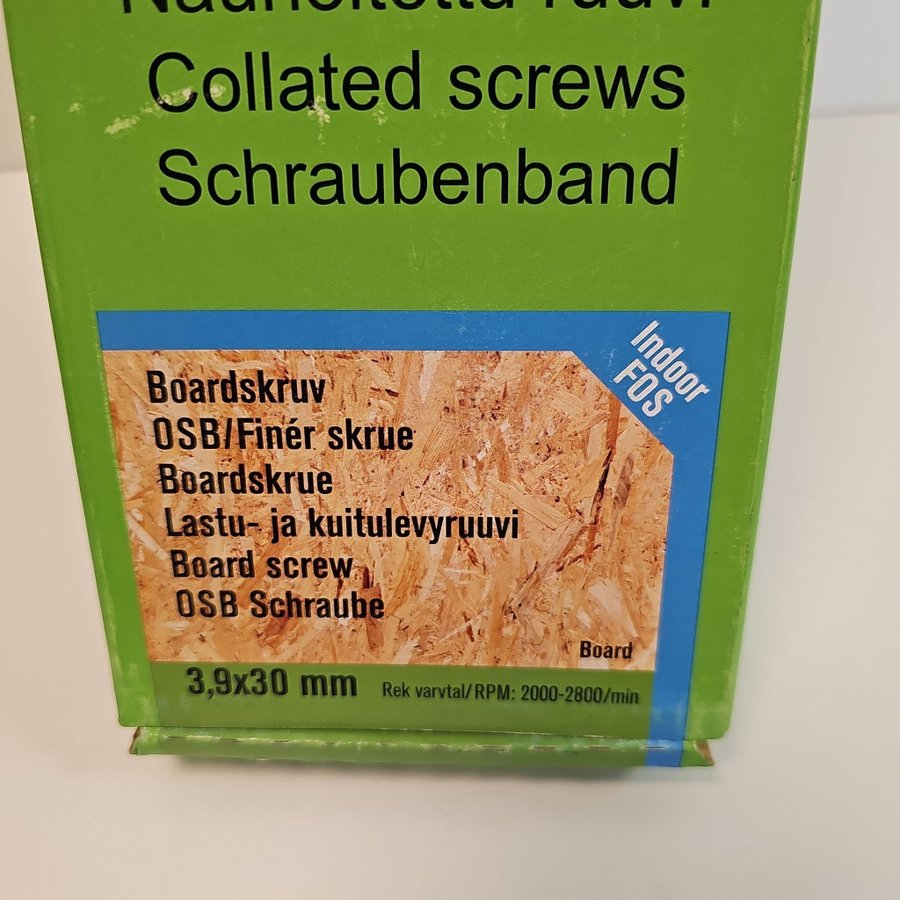 Collated screws
Schraubenband
Indoor
FOS
Boardskruv
OSB/Finér skrue
Boardskrue
Lastu- ja kuitulevyruuvi
Board screw
OSB Schraube
Board
3,9x30 mm
Rek varvtal/RPM: 2000-2800/min